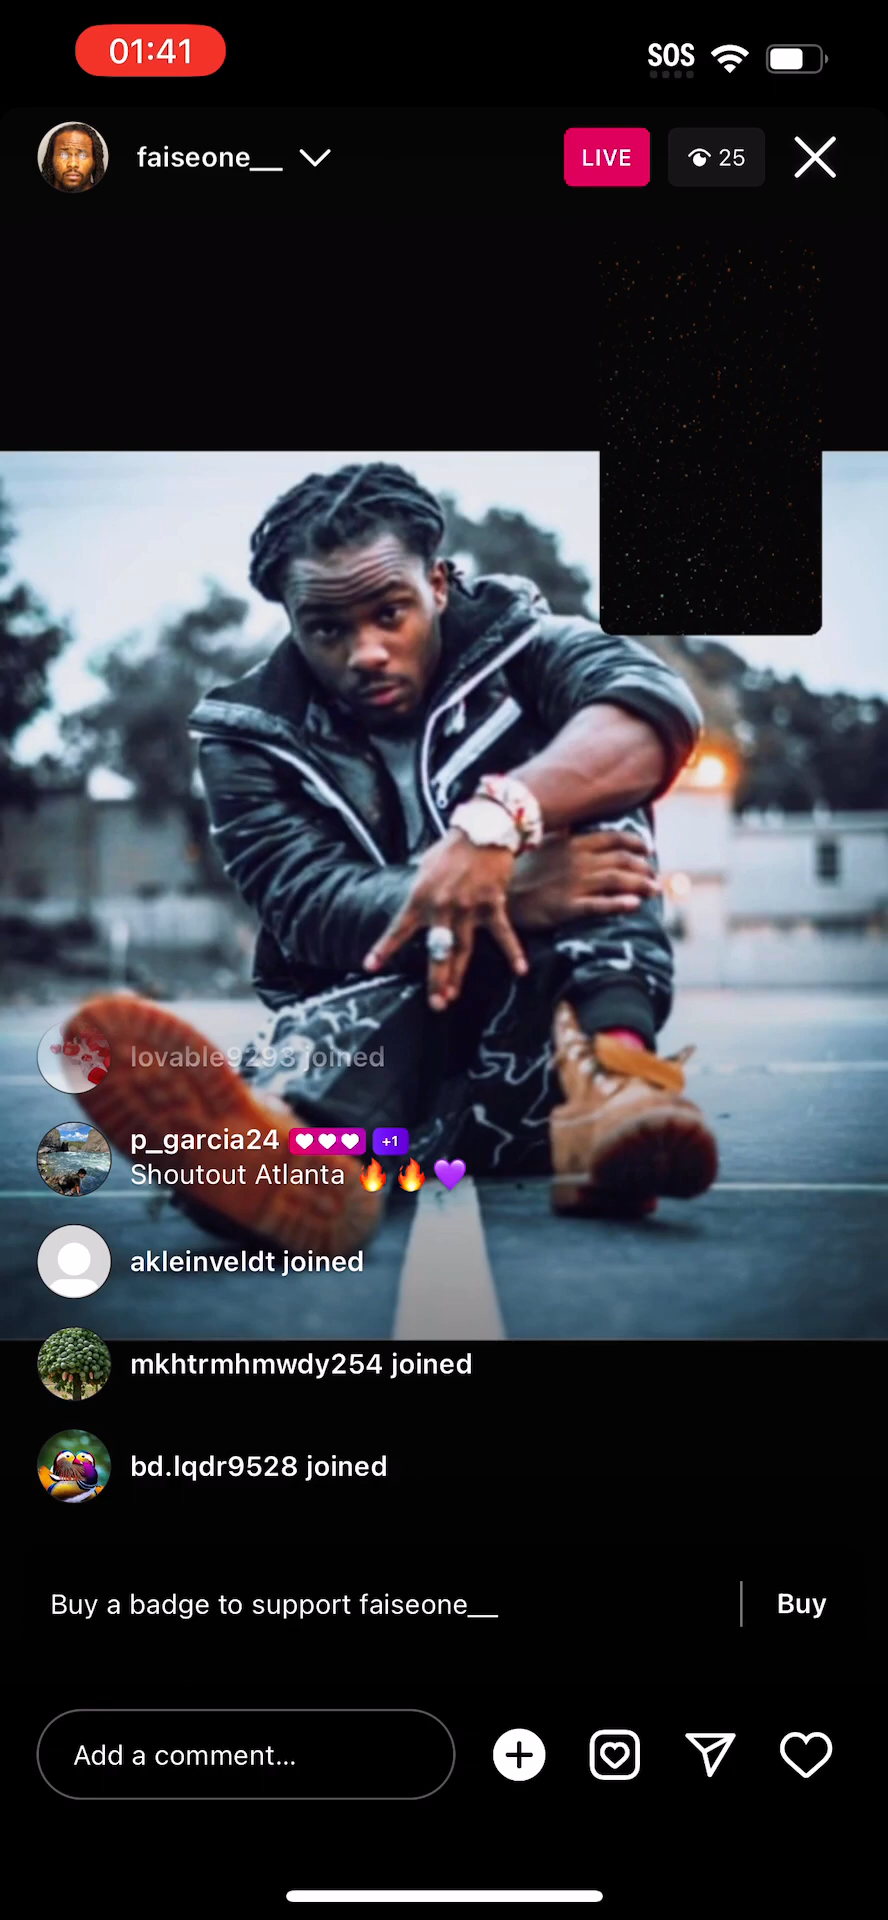 01:41
SOS
faiseone__
LIVE
25
lovable9293 joined
p_garcia24 +1
Shoutout Atlanta 🔥🔥💜
akleinveldt joined
mkhtrmhmwdy254 joined
bd.lqdr9528 joined
Buy a badge to support faiseone__
Buy
Add a comment...